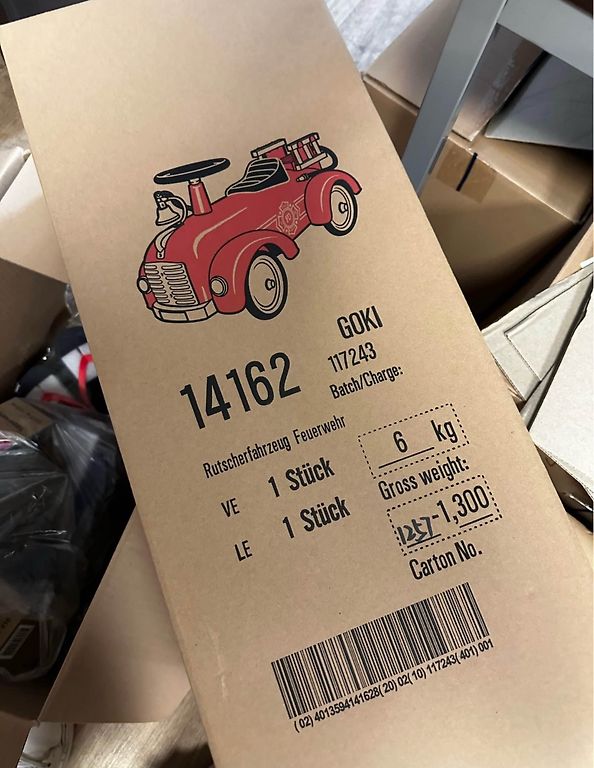 GOKI
14162
117243
Batch/Charge:
Rutscherfahrzeug Feuerwehr
VE 1 Stück
LE 1 Stück
6 kg
Gross weight:
1257-1,300
Carton No.
(02) 4013594141628(20) 02(10) 117243(401) 001